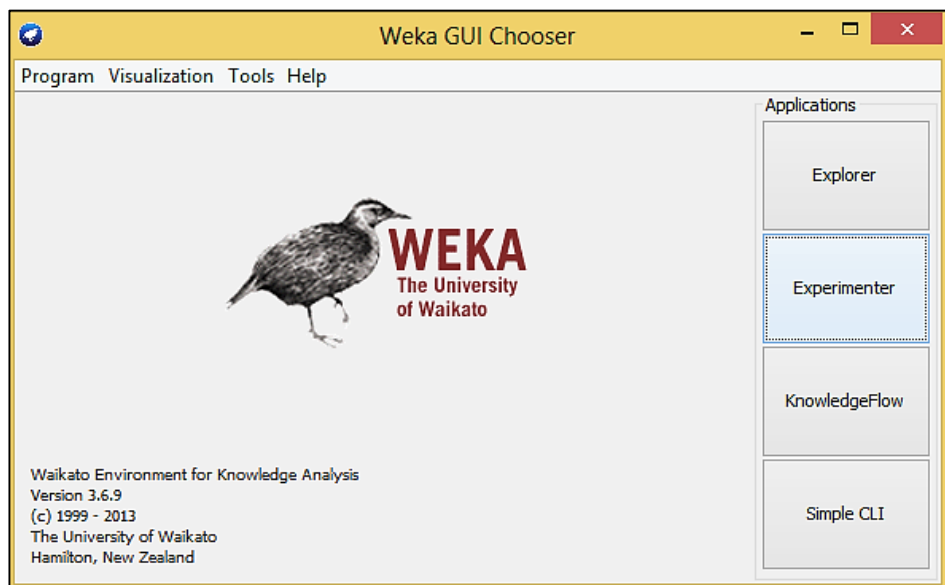 Weka GUI Chooser
Program Visualization Tools Help
Applications
Explorer
Experimenter
KnowledgeFlow
Simple CLI
WEKA
The University
of Waikato
Waikato Environment for Knowledge Analysis
Version 3.6.9
(c) 1999 - 2013
The University of Waikato
Hamilton, New Zealand